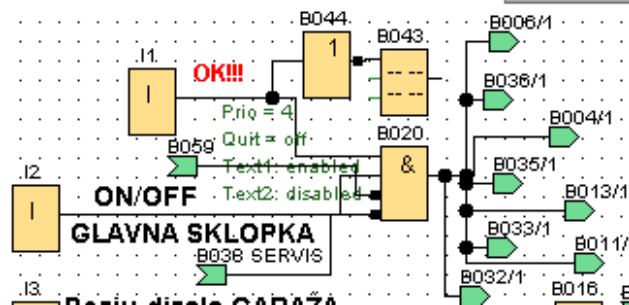 B044
B006/1
I1
B043
OK!!!
1
B036/1
I
Prio = 4
B020
B004/1
B059
Quit = off
&
I2
Text1: enabled
B035/1
ON/OFF
Text2: disabled
B013/1
I
GLAVNA SKLOPKA
B033/1
B038 SERVIS
B011/
B032/1
I3
B016
GARAŽA